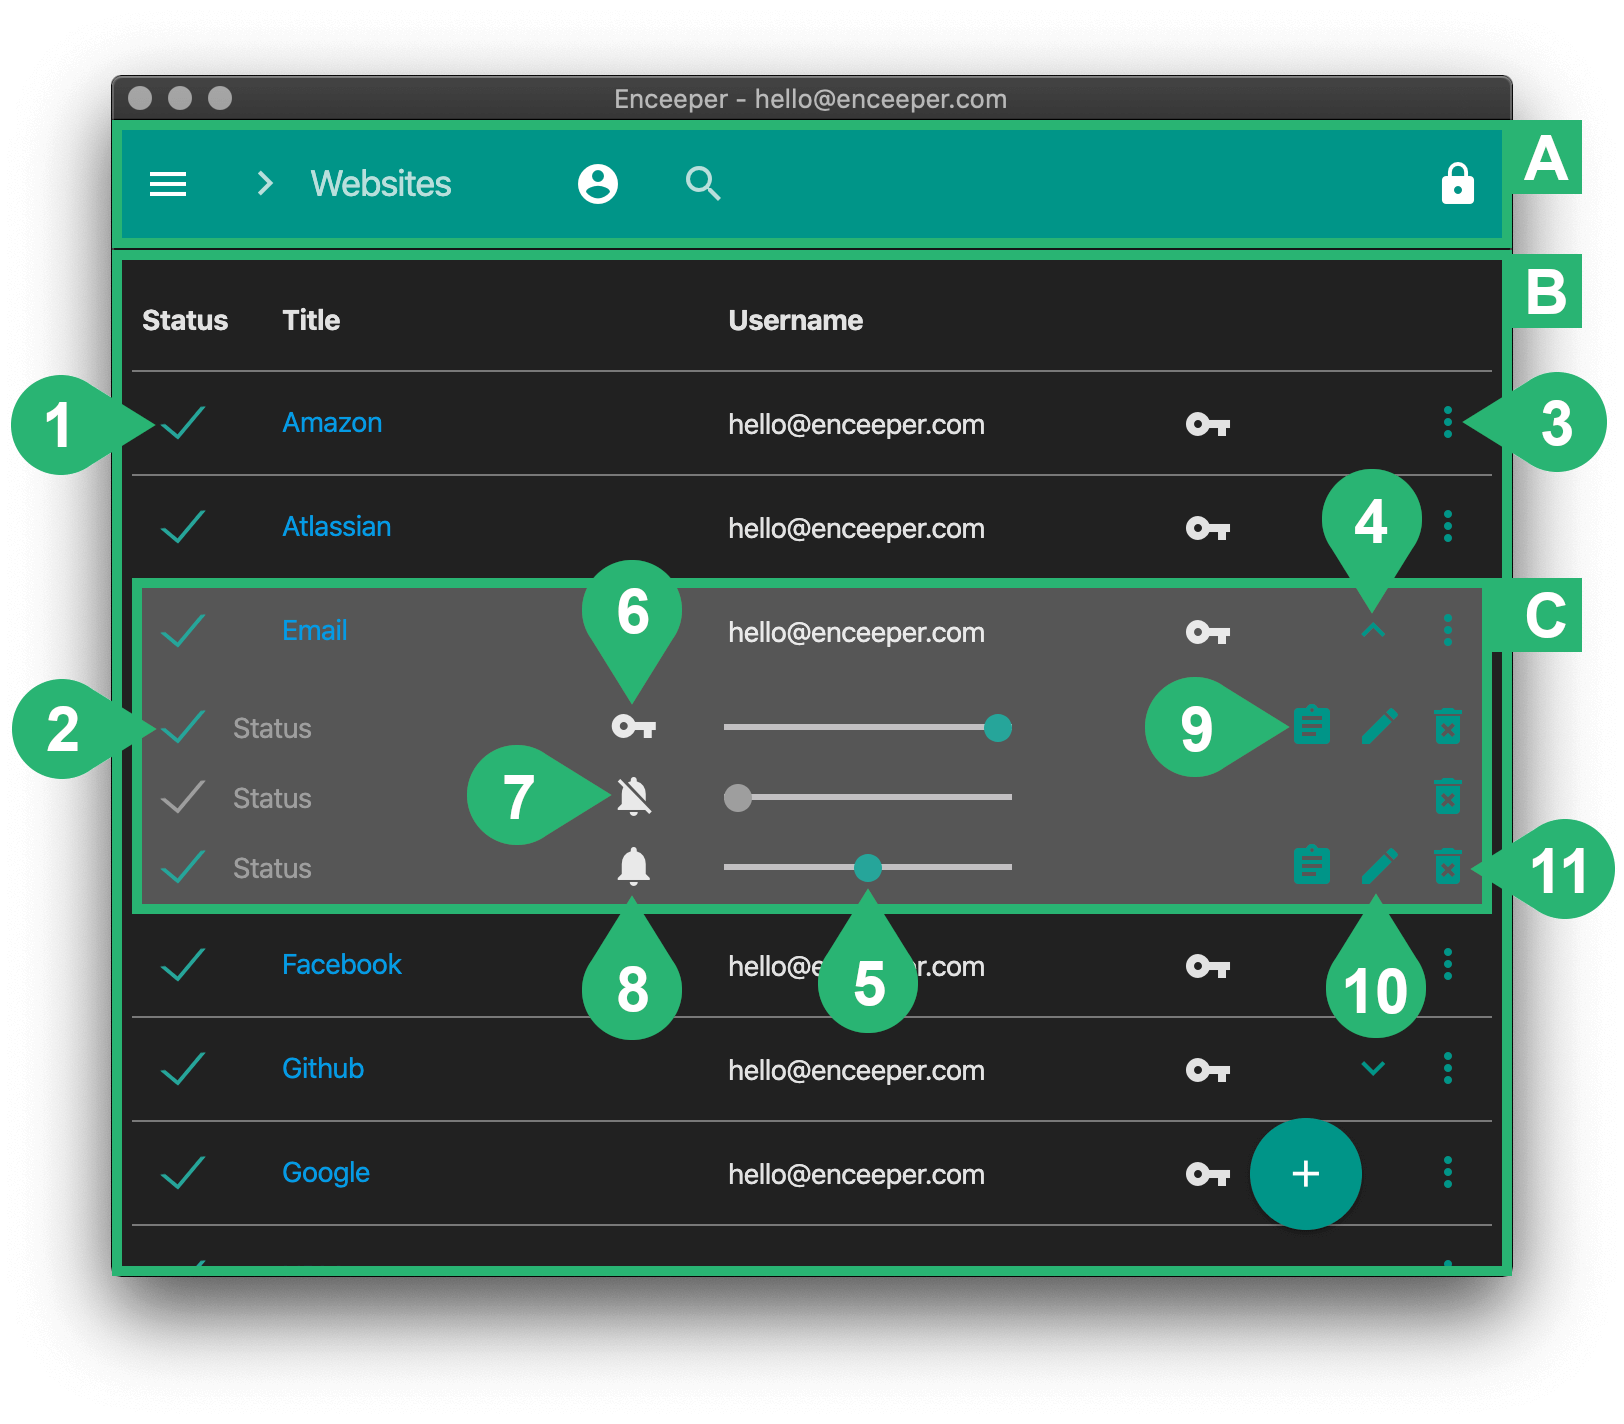 Enceeper - hello@enceeper.com
Websites
A
B
Status Title Username
1 Amazon hello@enceeper.com 3
Atlassian hello@enceeper.com 4
C
6
Email hello@enceeper.com
2 Status 9
7 Status
Status 11
8 5 10
Facebook hello@e r.com
Github hello@enceeper.com
Google hello@enceeper.com
+